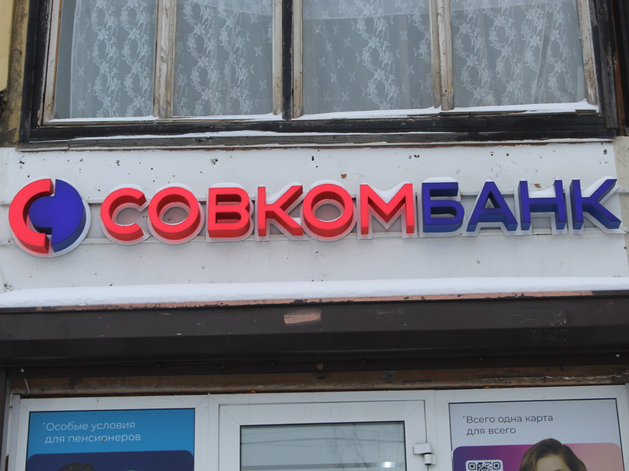 СОВКОМБАНК
*Особые условия
для пенсионеров
*Всего одна карта
для всего